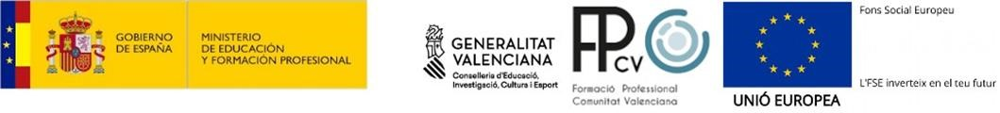 GOBIERNO
DE ESPAÑA
MINISTERIO
DE EDUCACIÓN
Y FORMACIÓN PROFESIONAL
GENERALITAT
VALENCIANA
Conselleria d'Educació,
Investigació, Cultura i Esport
FP
CV
Formació Professional
Comunitat Valenciana
UNIÓ EUROPEA
Fons Social Europeu
L'FSE inverteix en el teu futur